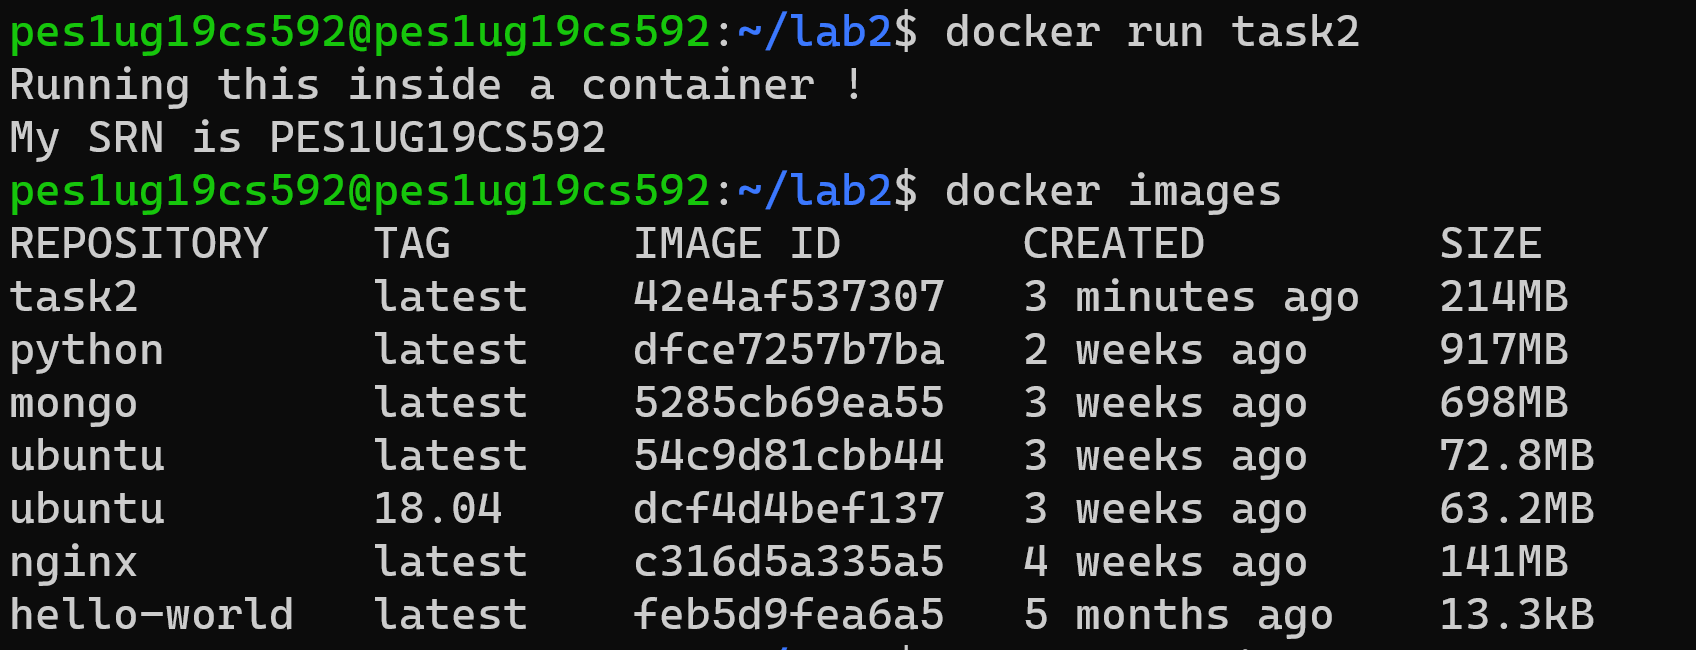 pes1ug19cs592@pes1ug19cs592:~/lab2$ docker run task2
Running this inside a container !
My SRN is PES1UG19CS592
pes1ug19cs592@pes1ug19cs592:~/lab2$ docker images
REPOSITORY    TAG       IMAGE ID       CREATED         SIZE
task2         latest    42e4af537307   3 minutes ago   214MB
python        latest    dfce7257b7ba   2 weeks ago     917MB
mongo         latest    5285cb69ea55   3 weeks ago     698MB
ubuntu        latest    54c9d81cbb44   3 weeks ago     72.8MB
ubuntu        18.04     dcf4d4bef137   3 weeks ago     63.2MB
nginx         latest    c316d5a335a5   4 weeks ago     141MB
hello-world   latest    feb5d9fea6a5   5 months ago    13.3kB